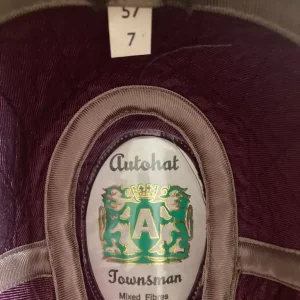 57
7
Autohat
A
Townsman
Mixed Fibres